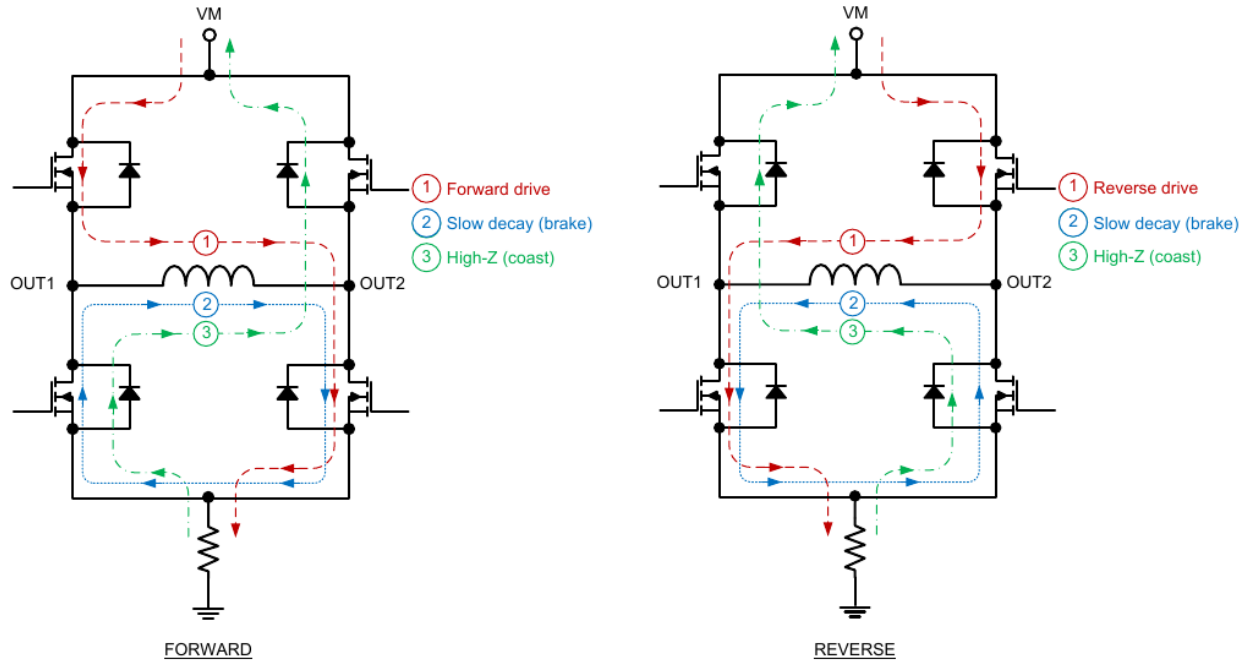 VM
1 Forward drive
2 Slow decay (brake)
3 High-Z (coast)
1
OUT1
OUT2
2
3
FORWARD
VM
1 Reverse drive
2 Slow decay (brake)
3 High-Z (coast)
1
OUT1
OUT2
2
3
REVERSE